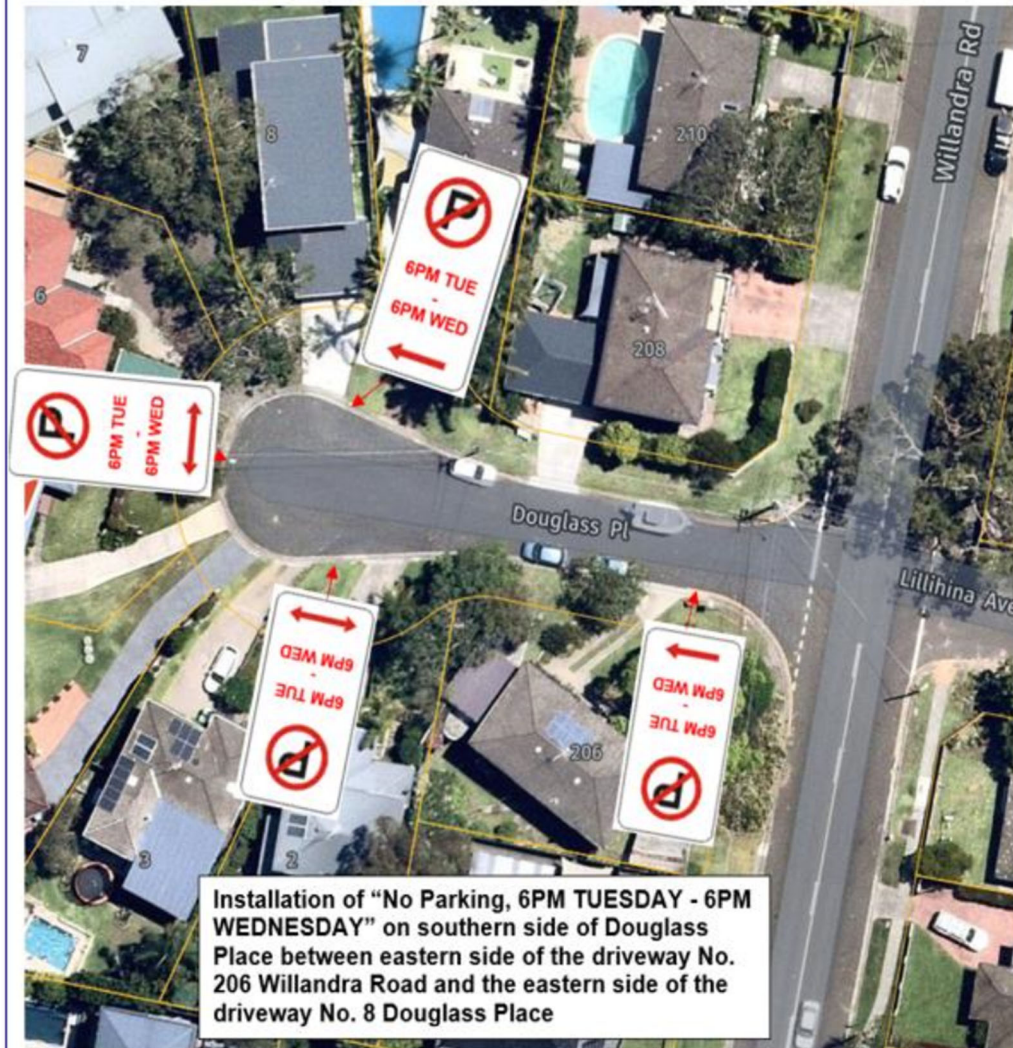 7
8
210
Willandra Rd
P
6PM TUE
-
6PM WED
6
208
P
6PM TUE
-
6PM WED
Douglass Pl
Lillihina Ave
6PM WED
-
6PM TUE
P
6PM WED
-
6PM TUE
P
206
3
2
Installation of “No Parking, 6PM TUESDAY - 6PM
WEDNESDAY” on southern side of Douglass
Place between eastern side of the driveway No.
206 Willandra Road and the eastern side of the
driveway No. 8 Douglass Place